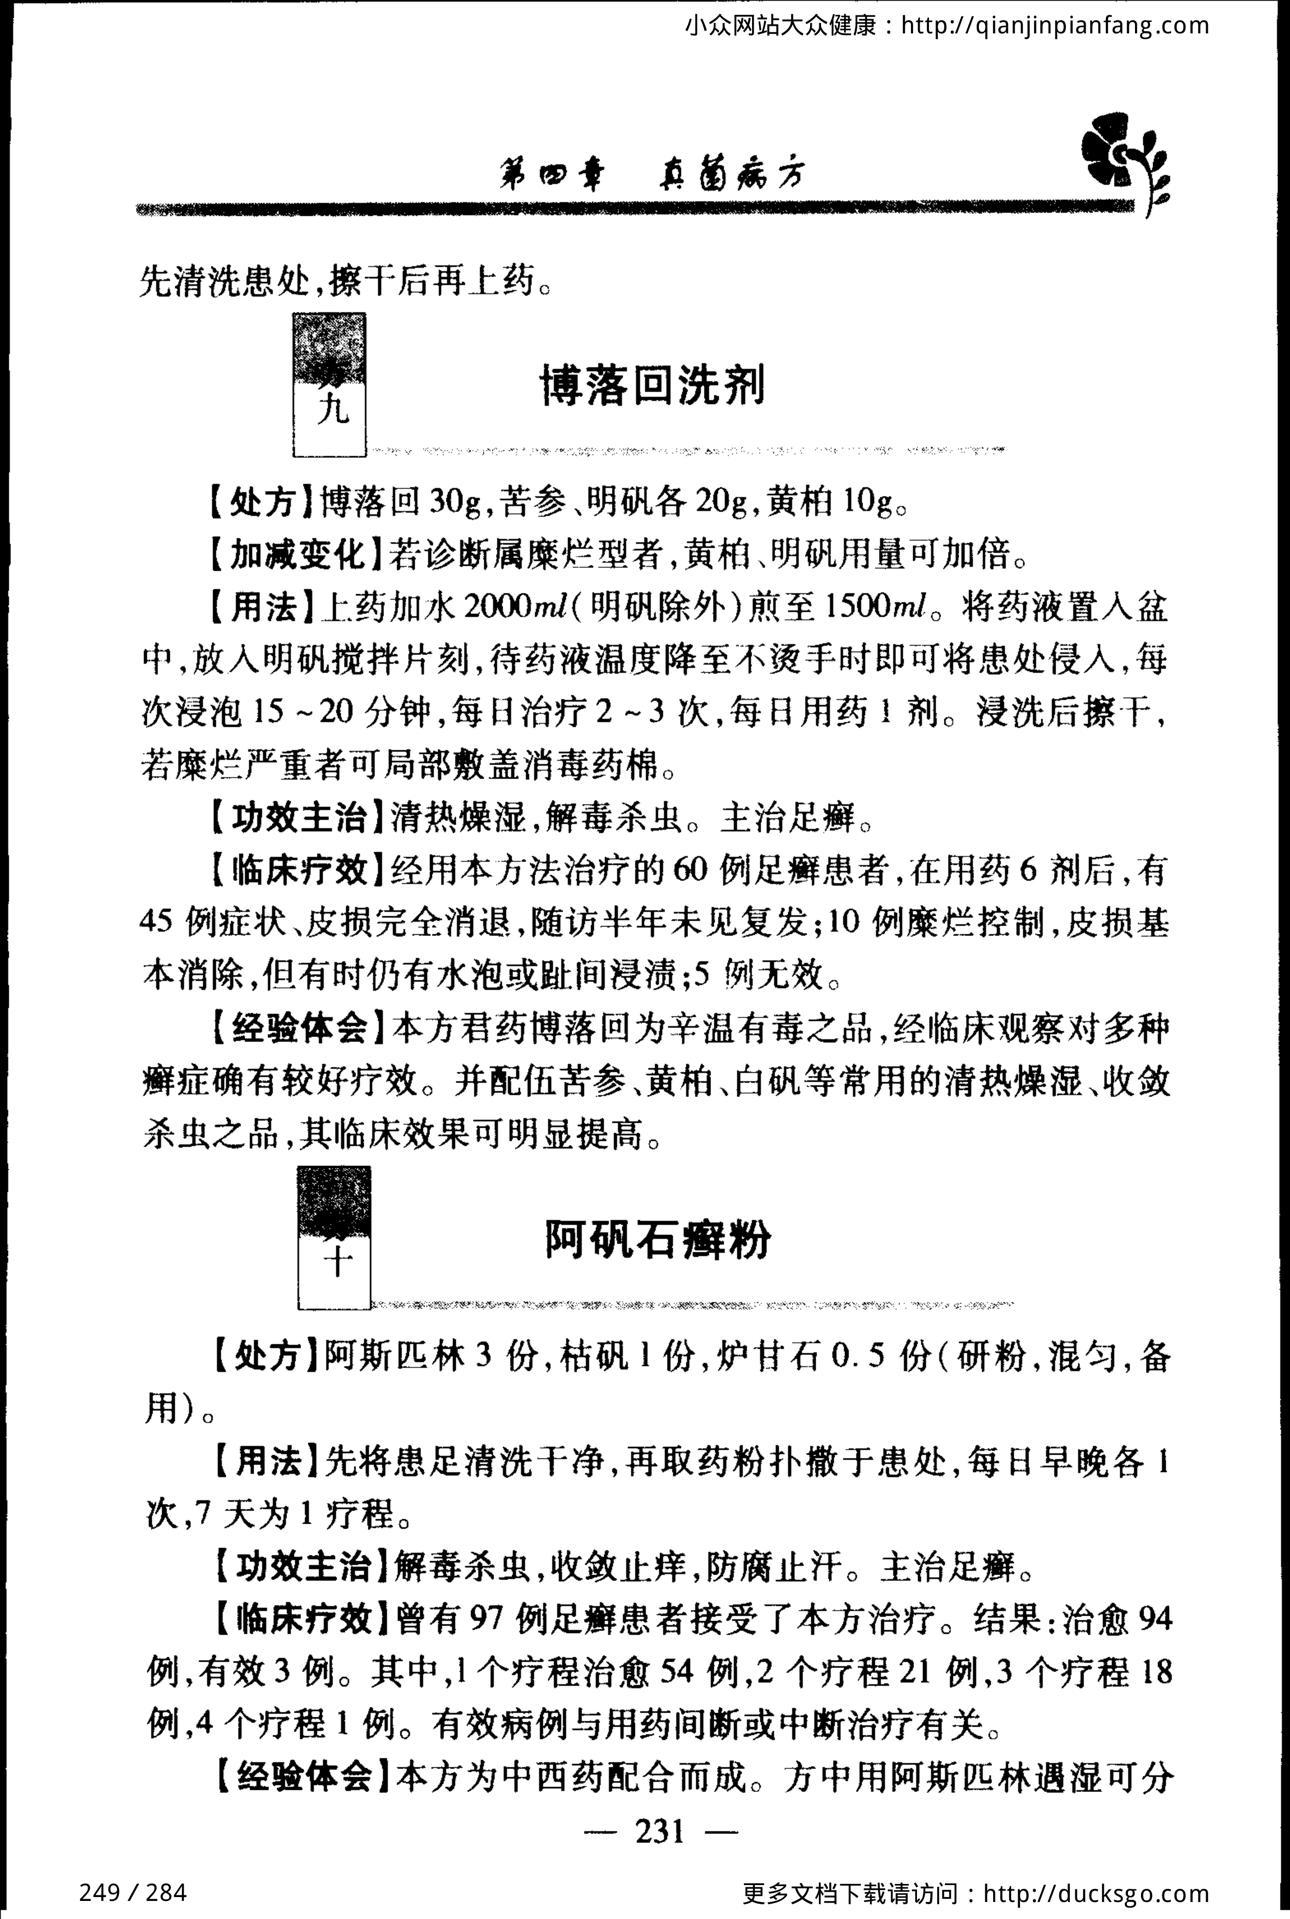 小众网站大众健康：http://qianjinpianfang.com
第四章 真菌病方
先清洗患处,擦干后再上药。
方九
博落回洗剂
【处方】博落回 30g,苦参、明矾各 20g,黄柏 10g。
【加减变化】若诊断属糜烂型者,黄柏、明矾用量可加倍。
【用法】上药加水 2000ml(明矾除外)煎至 1500ml。将药液置入盆
中,放入明矾搅拌片刻,待药液温度降至不烫手时即可将患处侵入,每
次浸泡 15～20 分钟,每日治疗 2～3 次,每日用药 1 剂。浸洗后擦干,
若糜烂严重者可局部敷盖消毒药棉。
【功效主治】清热燥湿,解毒杀虫。主治足癣。
【临床疗效】经用本方法治疗的 60 例足癣患者,在用药 6 剂后,有
45 例症状、皮损完全消退,随访半年未见复发;10 例糜烂控制,皮损基
本消除,但有时仍有水泡或趾间浸渍;5 例无效。
【经验体会】本方君药博落回为辛温有毒之品,经临床观察对多种
癣症确有较好疗效。并配伍苦参、黄柏、白矾等常用的清热燥湿、收敛
杀虫之品,其临床效果可明显提高。
方十
阿矾石癣粉
【处方】阿斯匹林 3 份,枯矾 1 份,炉甘石 0.5 份(研粉,混匀,备
用)。
【用法】先将患足清洗干净,再取药粉扑撒于患处,每日早晚各 1
次,7 天为 1 疗程。
【功效主治】解毒杀虫,收敛止痒,防腐止汗。主治足癣。
【临床疗效】曾有 97 例足癣患者接受了本方治疗。结果:治愈 94
例,有效 3 例。其中,1 个疗程治愈 54 例,2 个疗程 21 例,3 个疗程 18
例,4 个疗程 1 例。有效病例与用药间断或中断治疗有关。
【经验体会】本方为中西药配合而成。方中用阿斯匹林遇湿可分
— 231 —
249 / 284
更多文档下载请访问：http://ducksgo.com